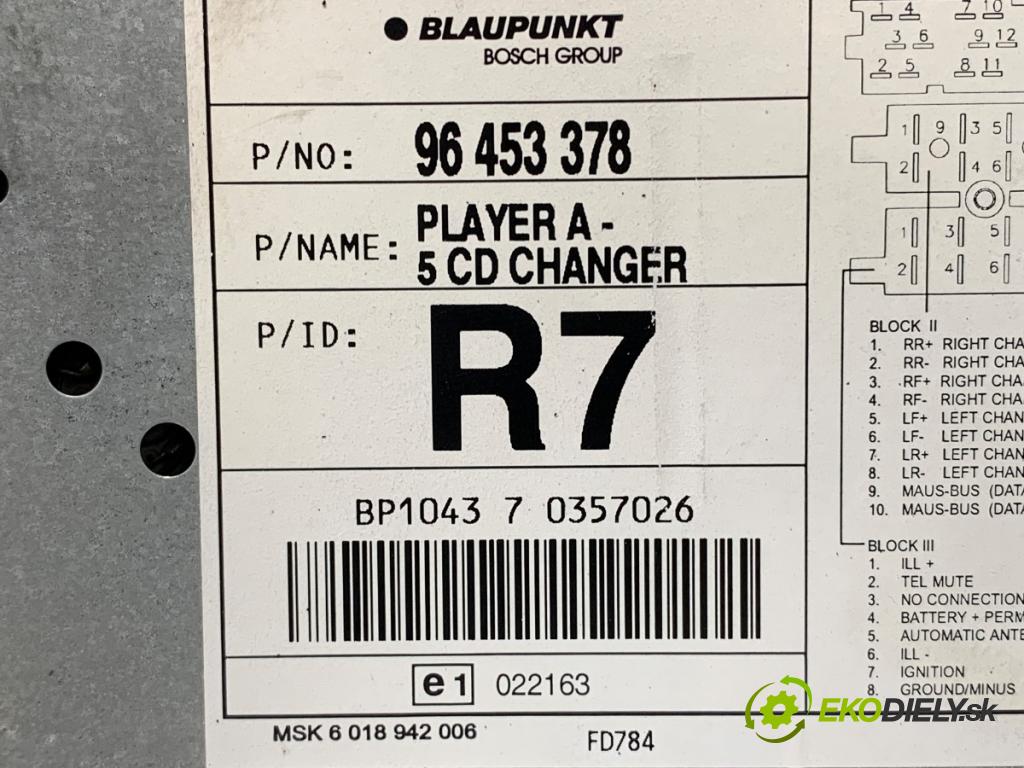 BLAUPUNKT
BOSCH GROUP
P/NO: 96 453 378
P/NAME: PLAYER A -
5 CD CHANGER
P/ID: R7
BP1043 7 0357026
e1 022163
MSK 6 018 942 006
FD784
1 4 7 10
3 6 9 12
2 5 8 11
1 9 3 5
2 4 6
1 3 5
2 4 6
BLOCK II
1. RR+ RIGHT CHA
2. RR- RIGHT CHA
3. RF+ RIGHT CHA
4. RF- RIGHT CHA
5. LF+ LEFT CHAN
6. LF- LEFT CHAN
7. LR+ LEFT CHAN
8. LR- LEFT CHAN
9. MAUS-BUS (DATA
10. MAUS-BUS (DATA
BLOCK III
1. ILL +
2. TEL MUTE
3. NO CONNECTION
4. BATTERY + PERM
5. AUTOMATIC ANTE
6. ILL -
7. IGNITION
8. GROUND/MINUS
EKODIELY.sk